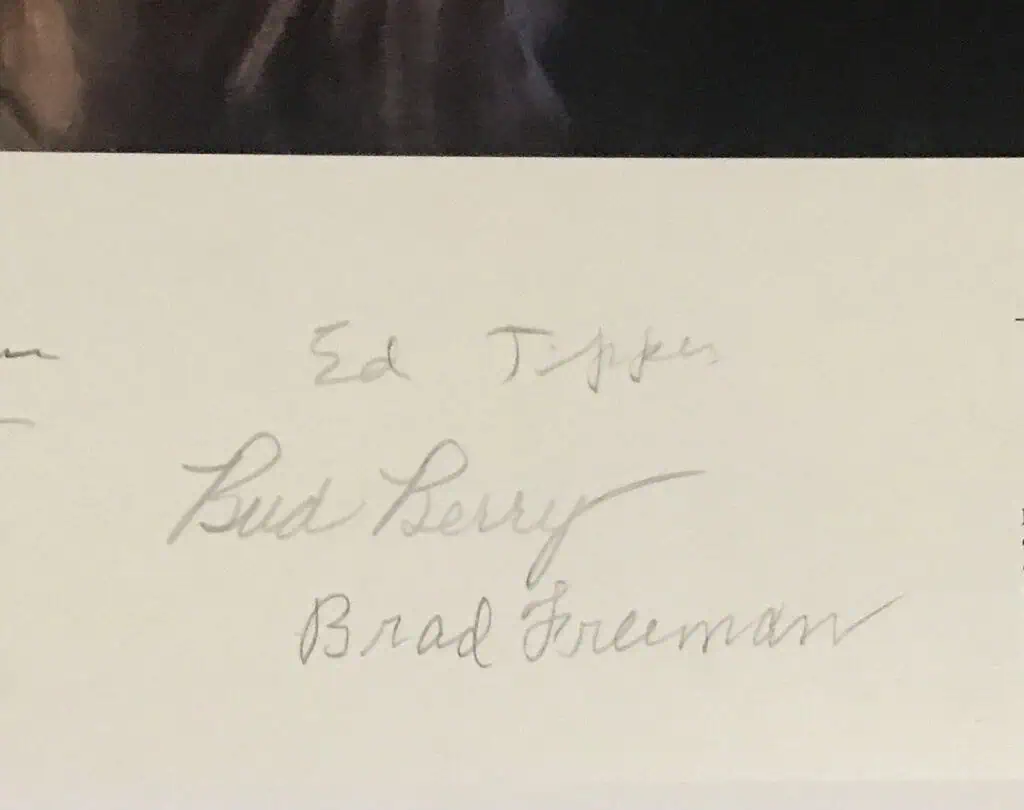 Ed Tipper
Bud Berry
Brad Freeman